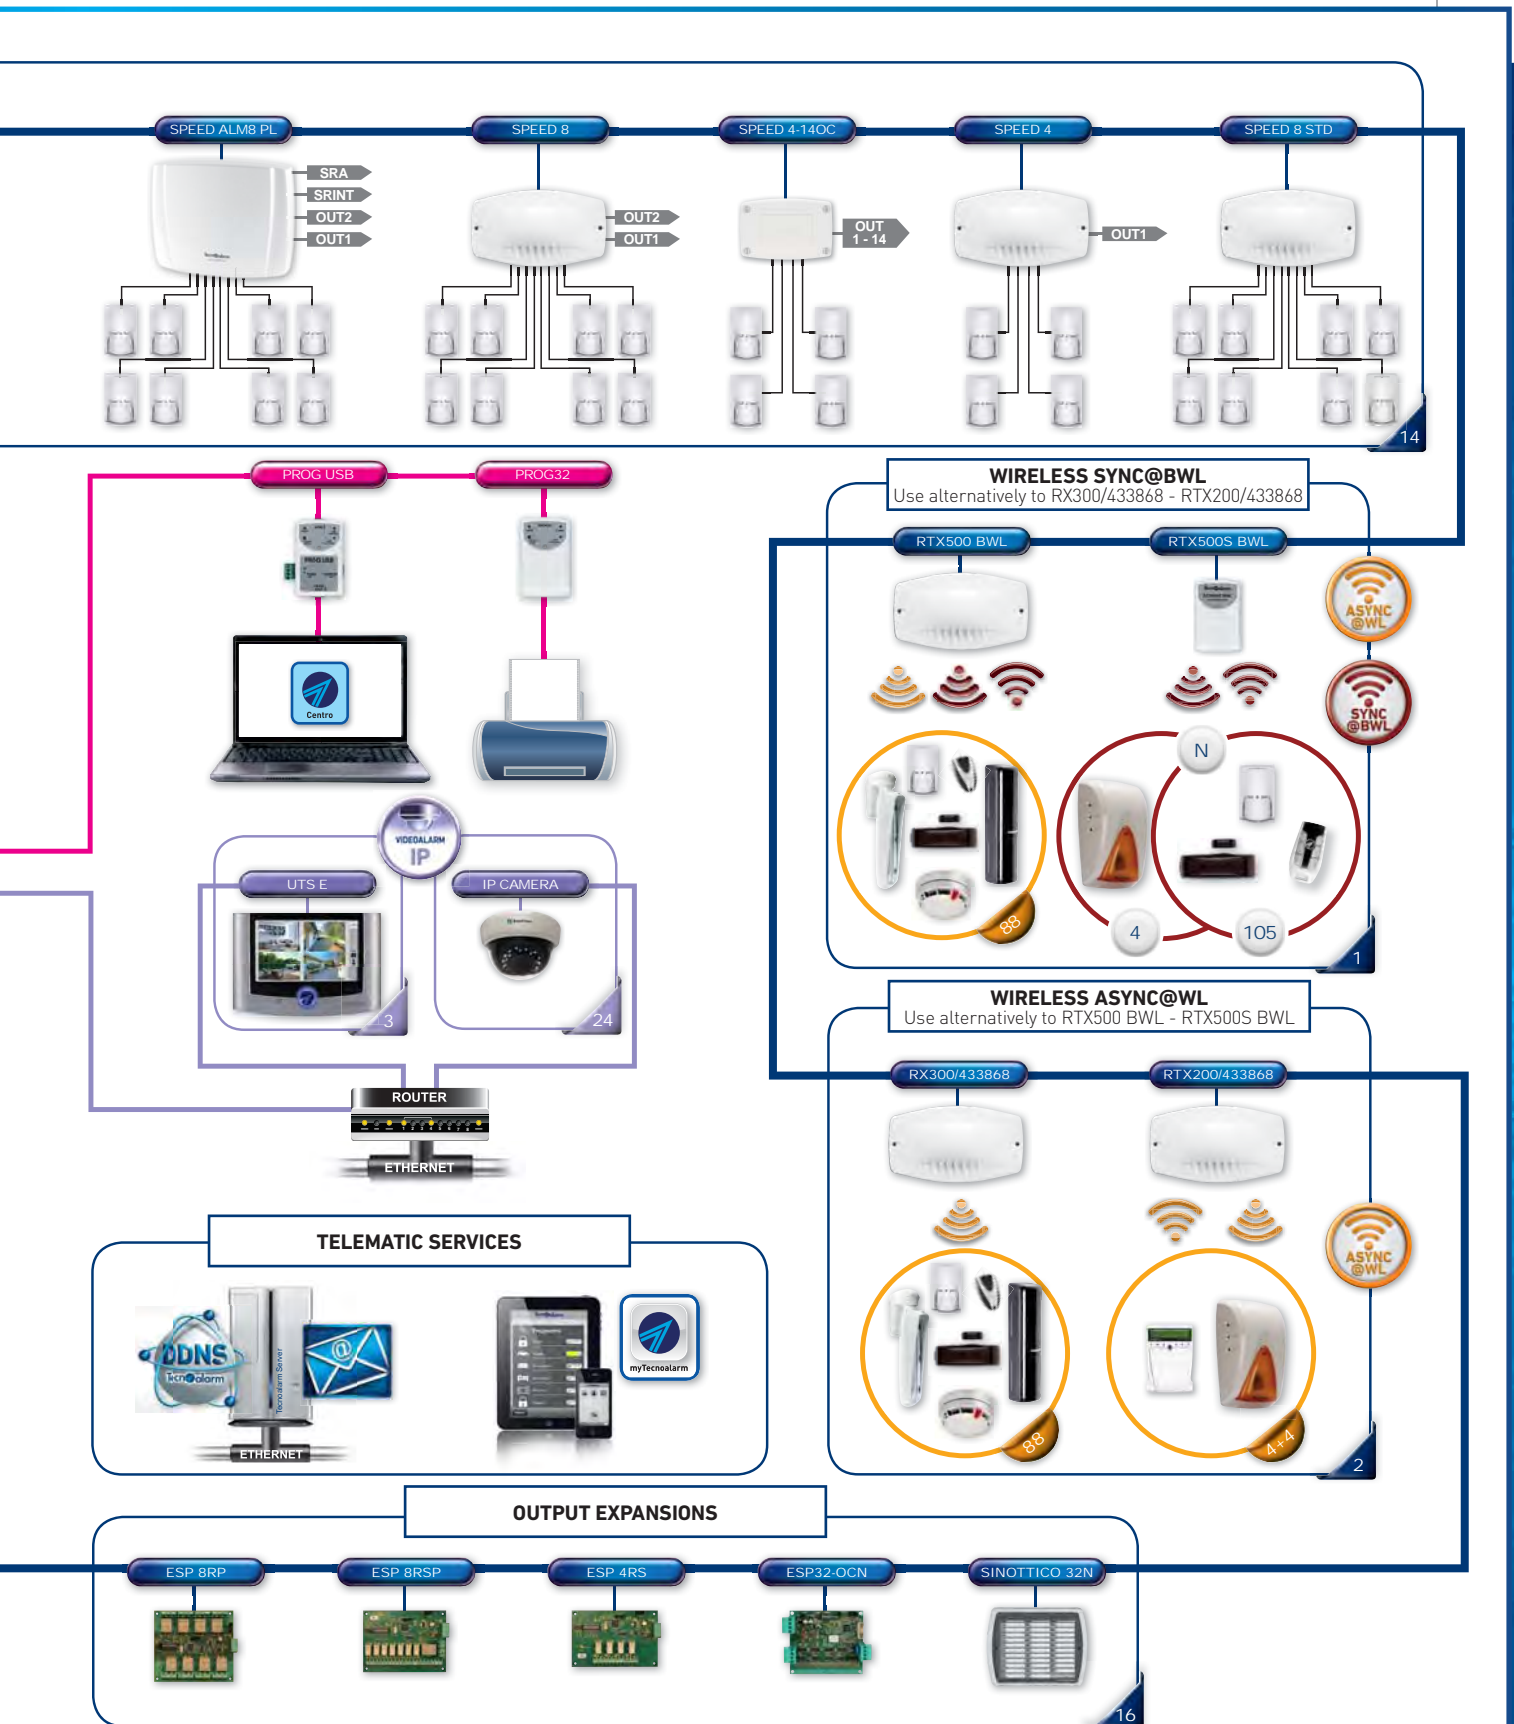 SPEED ALM8 PL
SPEED 8
SPEED 4-14OC
SPEED 4
SPEED 8 STD
SRA
SRINT
OUT2
OUT1
OUT2
OUT1
OUT
1 - 14
OUT1
14
PROG USB
PROG32
PROG USB
Centro
WIRELESS SYNC@BWL
Use alternatively to RX300/433868 - RTX200/433868
RTX500 BWL
RTX500S BWL
ASYNC
@WL
SYNC
@BWL
N
88
4
105
1
VIDEOALARM
IP
UTS E
IP CAMERA
3
24
ROUTER
ETHERNET
WIRELESS ASYNC@WL
Use alternatively to RTX500 BWL - RTX500S BWL
RX300/433868
RTX200/433868
ASYNC
@WL
88
4+4
2
TELEMATIC SERVICES
DDNS
Tecnoalarm
Tecnoalarm Server
@
ETHERNET
myTecnoalarm
OUTPUT EXPANSIONS
ESP 8RP
ESP 8RSP
ESP 4RS
ESP32-OCN
SINOTTICO 32N
16